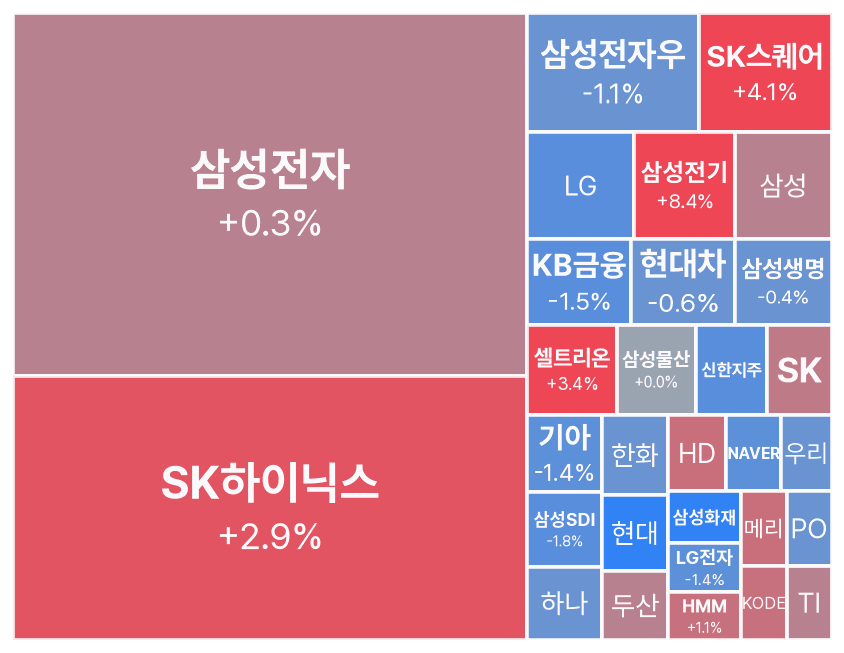 삼성전자
+0.3%
SK하이닉스
+2.9%
삼성전자우
-1.1%
SK스퀘어
+4.1%
LG
삼성전기
+8.4%
삼성
KB금융
-1.5%
현대차
-0.6%
삼성생명
-0.4%
셀트리온
+3.4%
삼성물산
+0.0%
신한지주
SK
기아
-1.4%
한화
HD
NAVER
우리
삼성SDI
-1.8%
현대
삼성화재
LG전자
-1.4%
메리
PO
하나
두산
HMM
+1.1%
KODE
TI